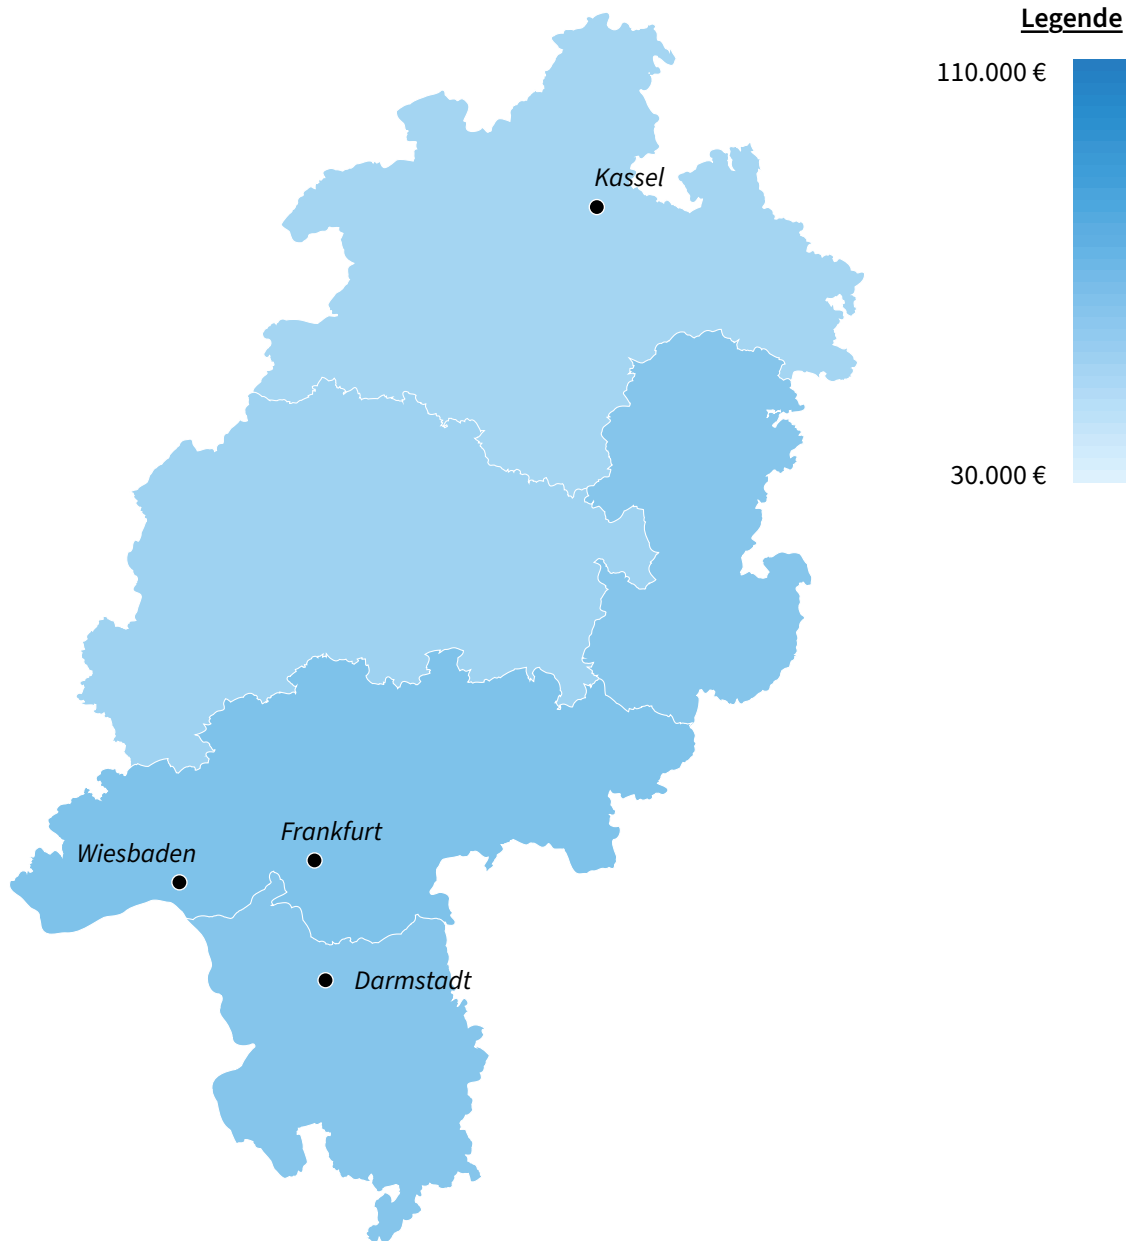 Legende
110.000 €
Kassel
30.000 €
Frankfurt
Wiesbaden
Darmstadt